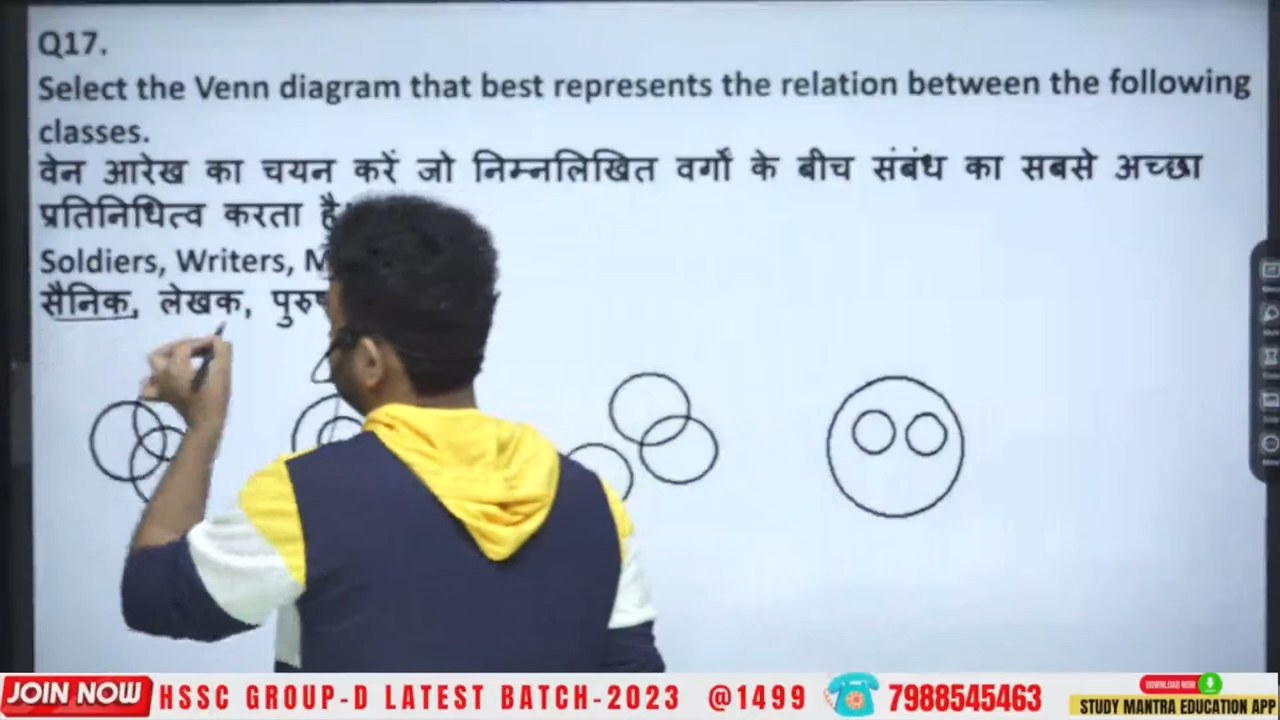 Q17.
Select the Venn diagram that best represents the relation between the following
classes.
वेन आरेख का चयन करें जो निम्नलिखित वर्गों के बीच संबंध का सबसे अच्छा
प्रतिनिधित्व करता है
Soldiers, Writers,
सैनिक, लेखक,
JOIN NOW HSSC GROUP-D LATEST BATCH-2023 @1499 7988545463
DOWNLOAD NOW
STUDY MANTRA EDUCATION APP